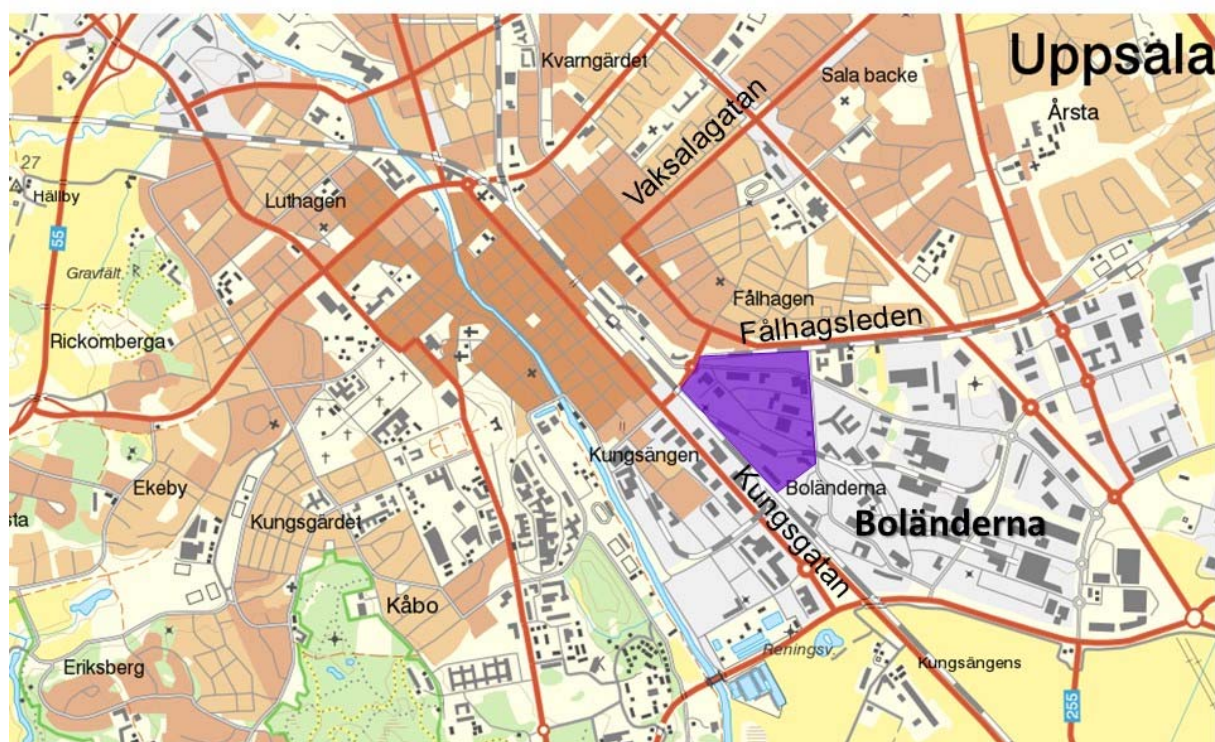 Kvarngärdet
Uppsala
Sala backe
Årsta
Vaksalagatan
27
Hällby
Luthagen
55
Gravfält.
R
Fålhagen
Fålhagsleden
Rickomberga
Kungsängen
Ekeby
Boländerna
Kungsgatan
sta
Kungsgärdet
Boländerna
Kåbo
Reningsv.
Eriksberg
Kungsängens
255